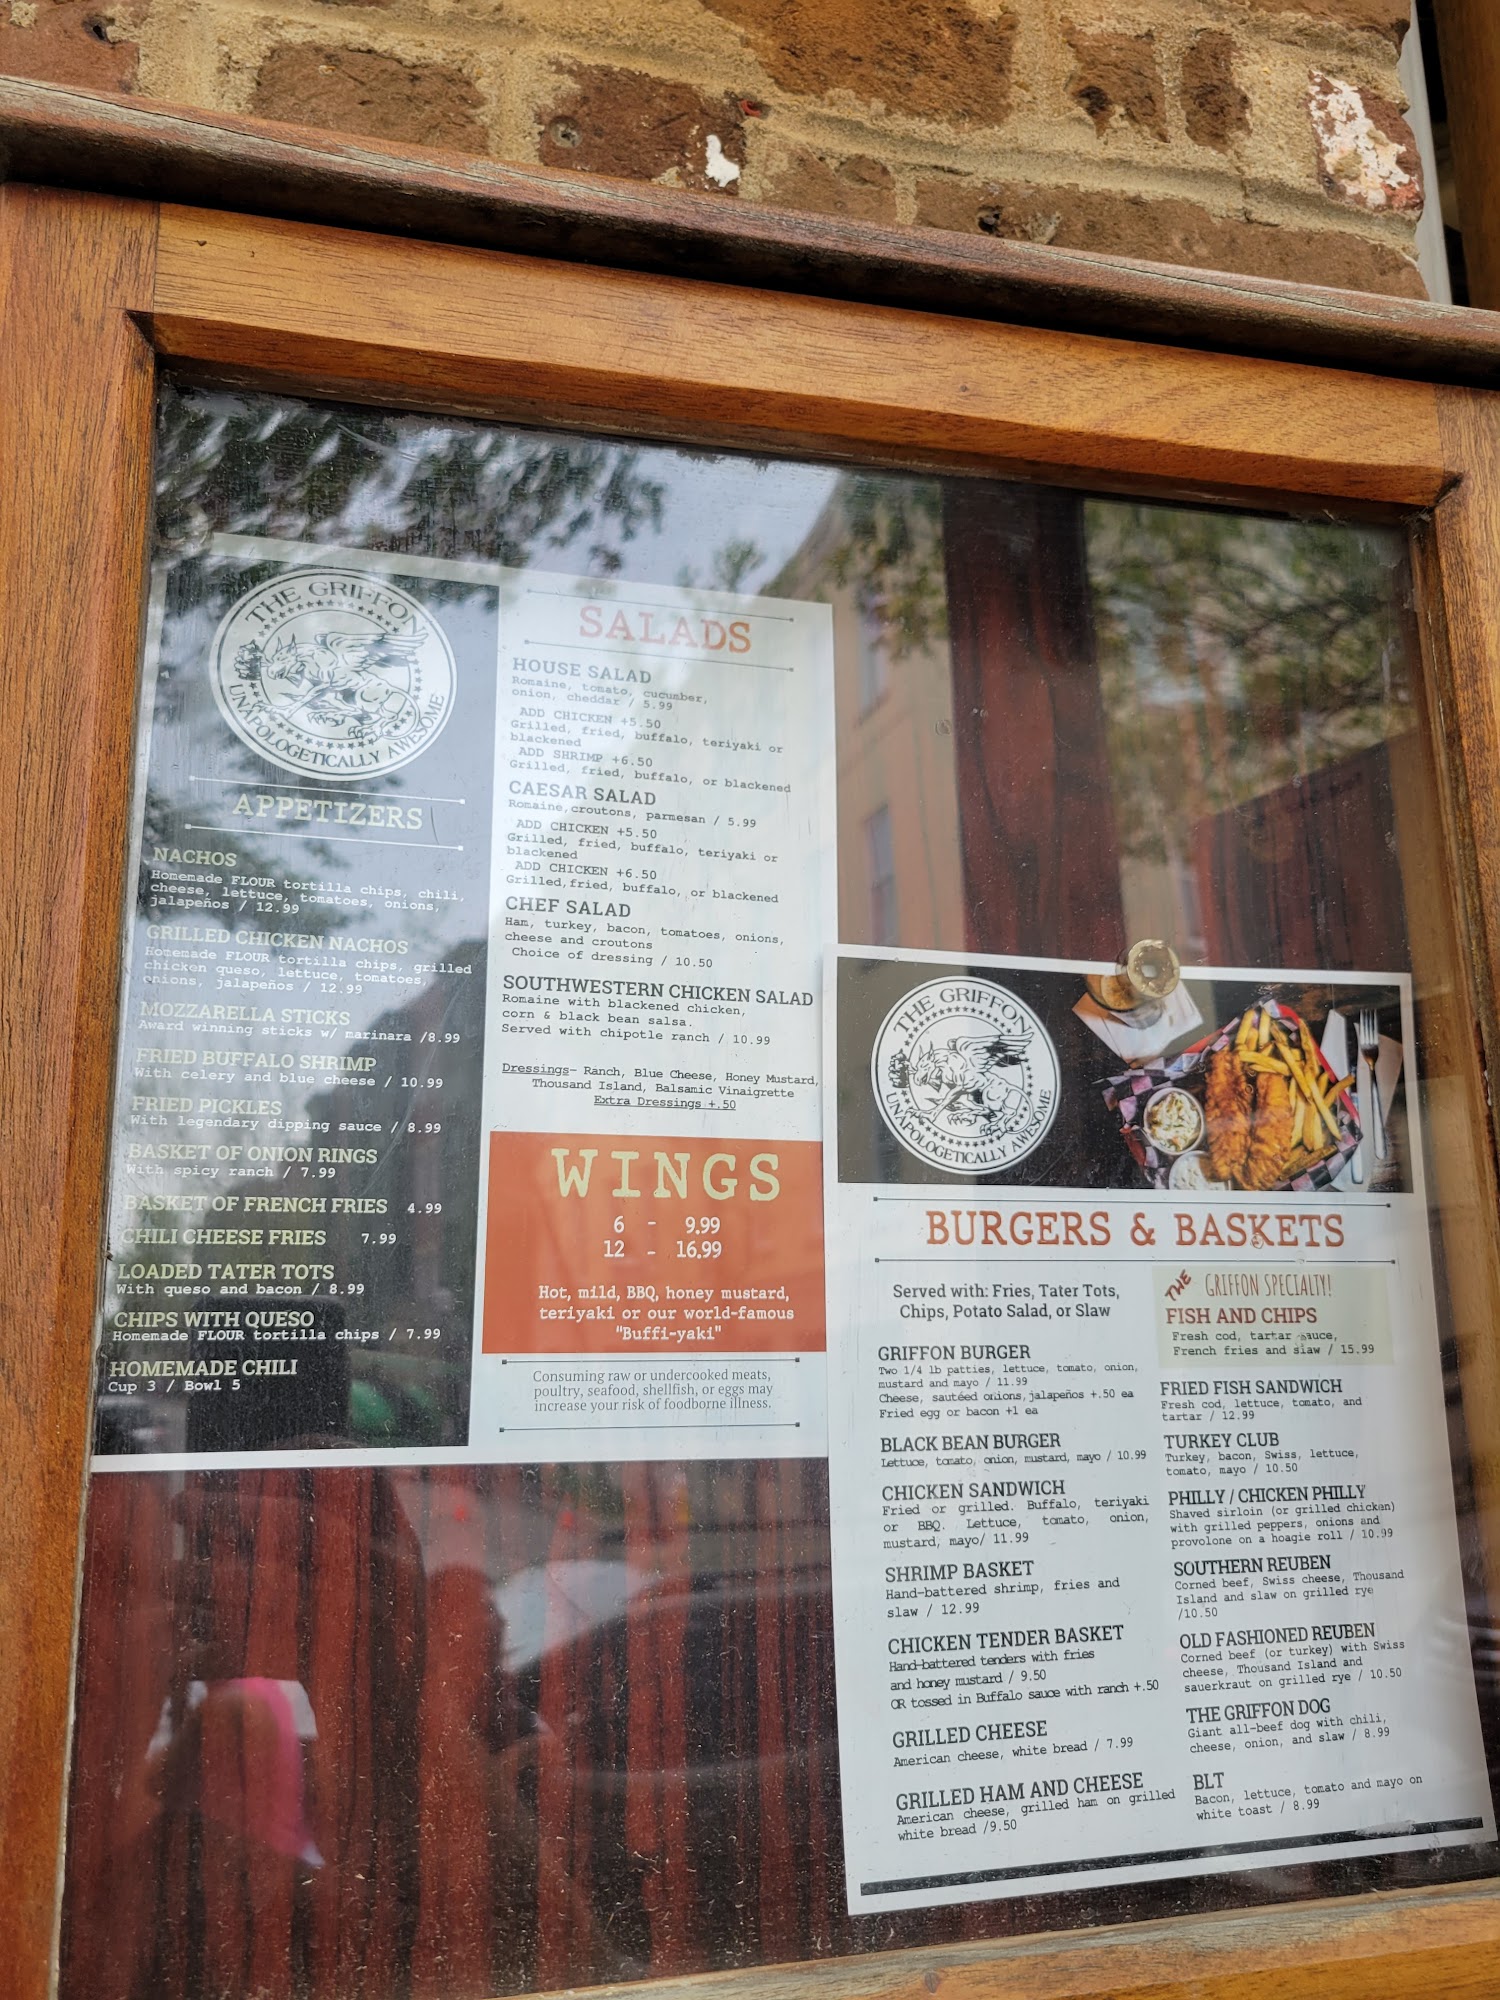 THE GRIFFON
UNAPOLOGETICALLY AWESOME
APPETIZERS
NACHOS
Homemade FLOUR tortilla chips, chili,
cheese, lettuce, tomatoes, onions,
jalapeños / 12.99
GRILLED CHICKEN NACHOS
Homemade FLOUR tortilla chips, grilled
chicken queso, lettuce, tomatoes,
onions, jalapeños / 12.99
MOZZARELLA STICKS
Award winning sticks w/ marinara /8.99
FRIED BUFFALO SHRIMP
With celery and blue cheese / 10.99
FRIED PICKLES
With legendary dipping sauce / 8.99
BASKET OF ONION RINGS
With spicy ranch / 7.99
BASKET OF FRENCH FRIES 4.99
CHILI CHEESE FRIES 7.99
LOADED TATER TOTS
With queso and bacon / 8.99
CHIPS WITH QUESO
Homemade FLOUR tortilla chips / 7.99
HOMEMADE CHILI
Cup 3 / Bowl 5
SALADS
HOUSE SALAD
Romaine, tomato, cucumber,
onion, cheddar / 5.99
ADD CHICKEN +5.50
Grilled, fried, buffalo, teriyaki or
blackened
ADD SHRIMP +6.50
Grilled, fried, buffalo, or blackened
CAESAR SALAD
Romaine, croutons, parmesan / 5.99
ADD CHICKEN +5.50
Grilled, fried, buffalo, teriyaki or
blackened
ADD CHICKEN +6.50
Grilled, fried, buffalo, or blackened
CHEF SALAD
Ham, turkey, bacon, tomatoes, onions,
cheese and croutons
Choice of dressing / 10.50
SOUTHWESTERN CHICKEN SALAD
Romaine with blackened chicken,
corn & black bean salsa.
Served with chipotle ranch / 10.99
Dressings- Ranch, Blue Cheese, Honey Mustard,
Thousand Island, Balsamic Vinaigrette
Extra Dressings +.50
WINGS
6 - 9.99
12 - 16.99
Hot, mild, BBQ, honey mustard,
teriyaki or our world-famous
"Buffi-yaki"
Consuming raw or undercooked meats,
poultry, seafood, shellfish, or eggs may
increase your risk of foodborne illness.
THE GRIFFON
UNAPOLOGETICALLY AWESOME
BURGERS & BASKETS
Served with: Fries, Tater Tots,
Chips, Potato Salad, or Slaw
GRIFFON BURGER
Two 1/4 lb patties, lettuce, tomato, onion,
mustard and mayo / 11.99
Cheese, sautéed onions, jalapeños +.50 ea
Fried egg or bacon +1 ea
BLACK BEAN BURGER
Lettuce, tomato, onion, mustard, mayo / 10.99
CHICKEN SANDWICH
Fried or grilled. Buffalo, teriyaki
or BBQ. Lettuce, tomato, onion,
mustard, mayo/ 11.99
SHRIMP BASKET
Hand-battered shrimp, fries and
slaw / 12.99
CHICKEN TENDER BASKET
Hand-battered tenders with fries
and honey mustard / 9.50
OR tossed in Buffalo sauce with ranch +.50
GRILLED CHEESE
American cheese, white bread / 7.99
GRILLED HAM AND CHEESE
American cheese, grilled ham on grilled
white bread /9.50
THE GRIFFON SPECIALTY!
FISH AND CHIPS
Fresh cod, tartar sauce,
French fries and slaw / 15.99
FRIED FISH SANDWICH
Fresh cod, lettuce, tomato, and
tartar / 12.99
TURKEY CLUB
Turkey, bacon, Swiss, lettuce,
tomato, mayo / 10.50
PHILLY / CHICKEN PHILLY
Shaved sirloin (or grilled chicken)
with grilled peppers, onions and
provolone on a hoagie roll / 10.99
SOUTHERN REUBEN
Corned beef, Swiss cheese, Thousand
Island and slaw on grilled rye
/10.50
OLD FASHIONED REUBEN
Corned beef (or turkey) with Swiss
cheese, Thousand Island and
sauerkraut on grilled rye / 10.50
THE GRIFFON DOG
Giant all-beef dog with chili,
cheese, onion, and slaw / 8.99
BLT
Bacon, lettuce, tomato and mayo on
white toast / 8.99